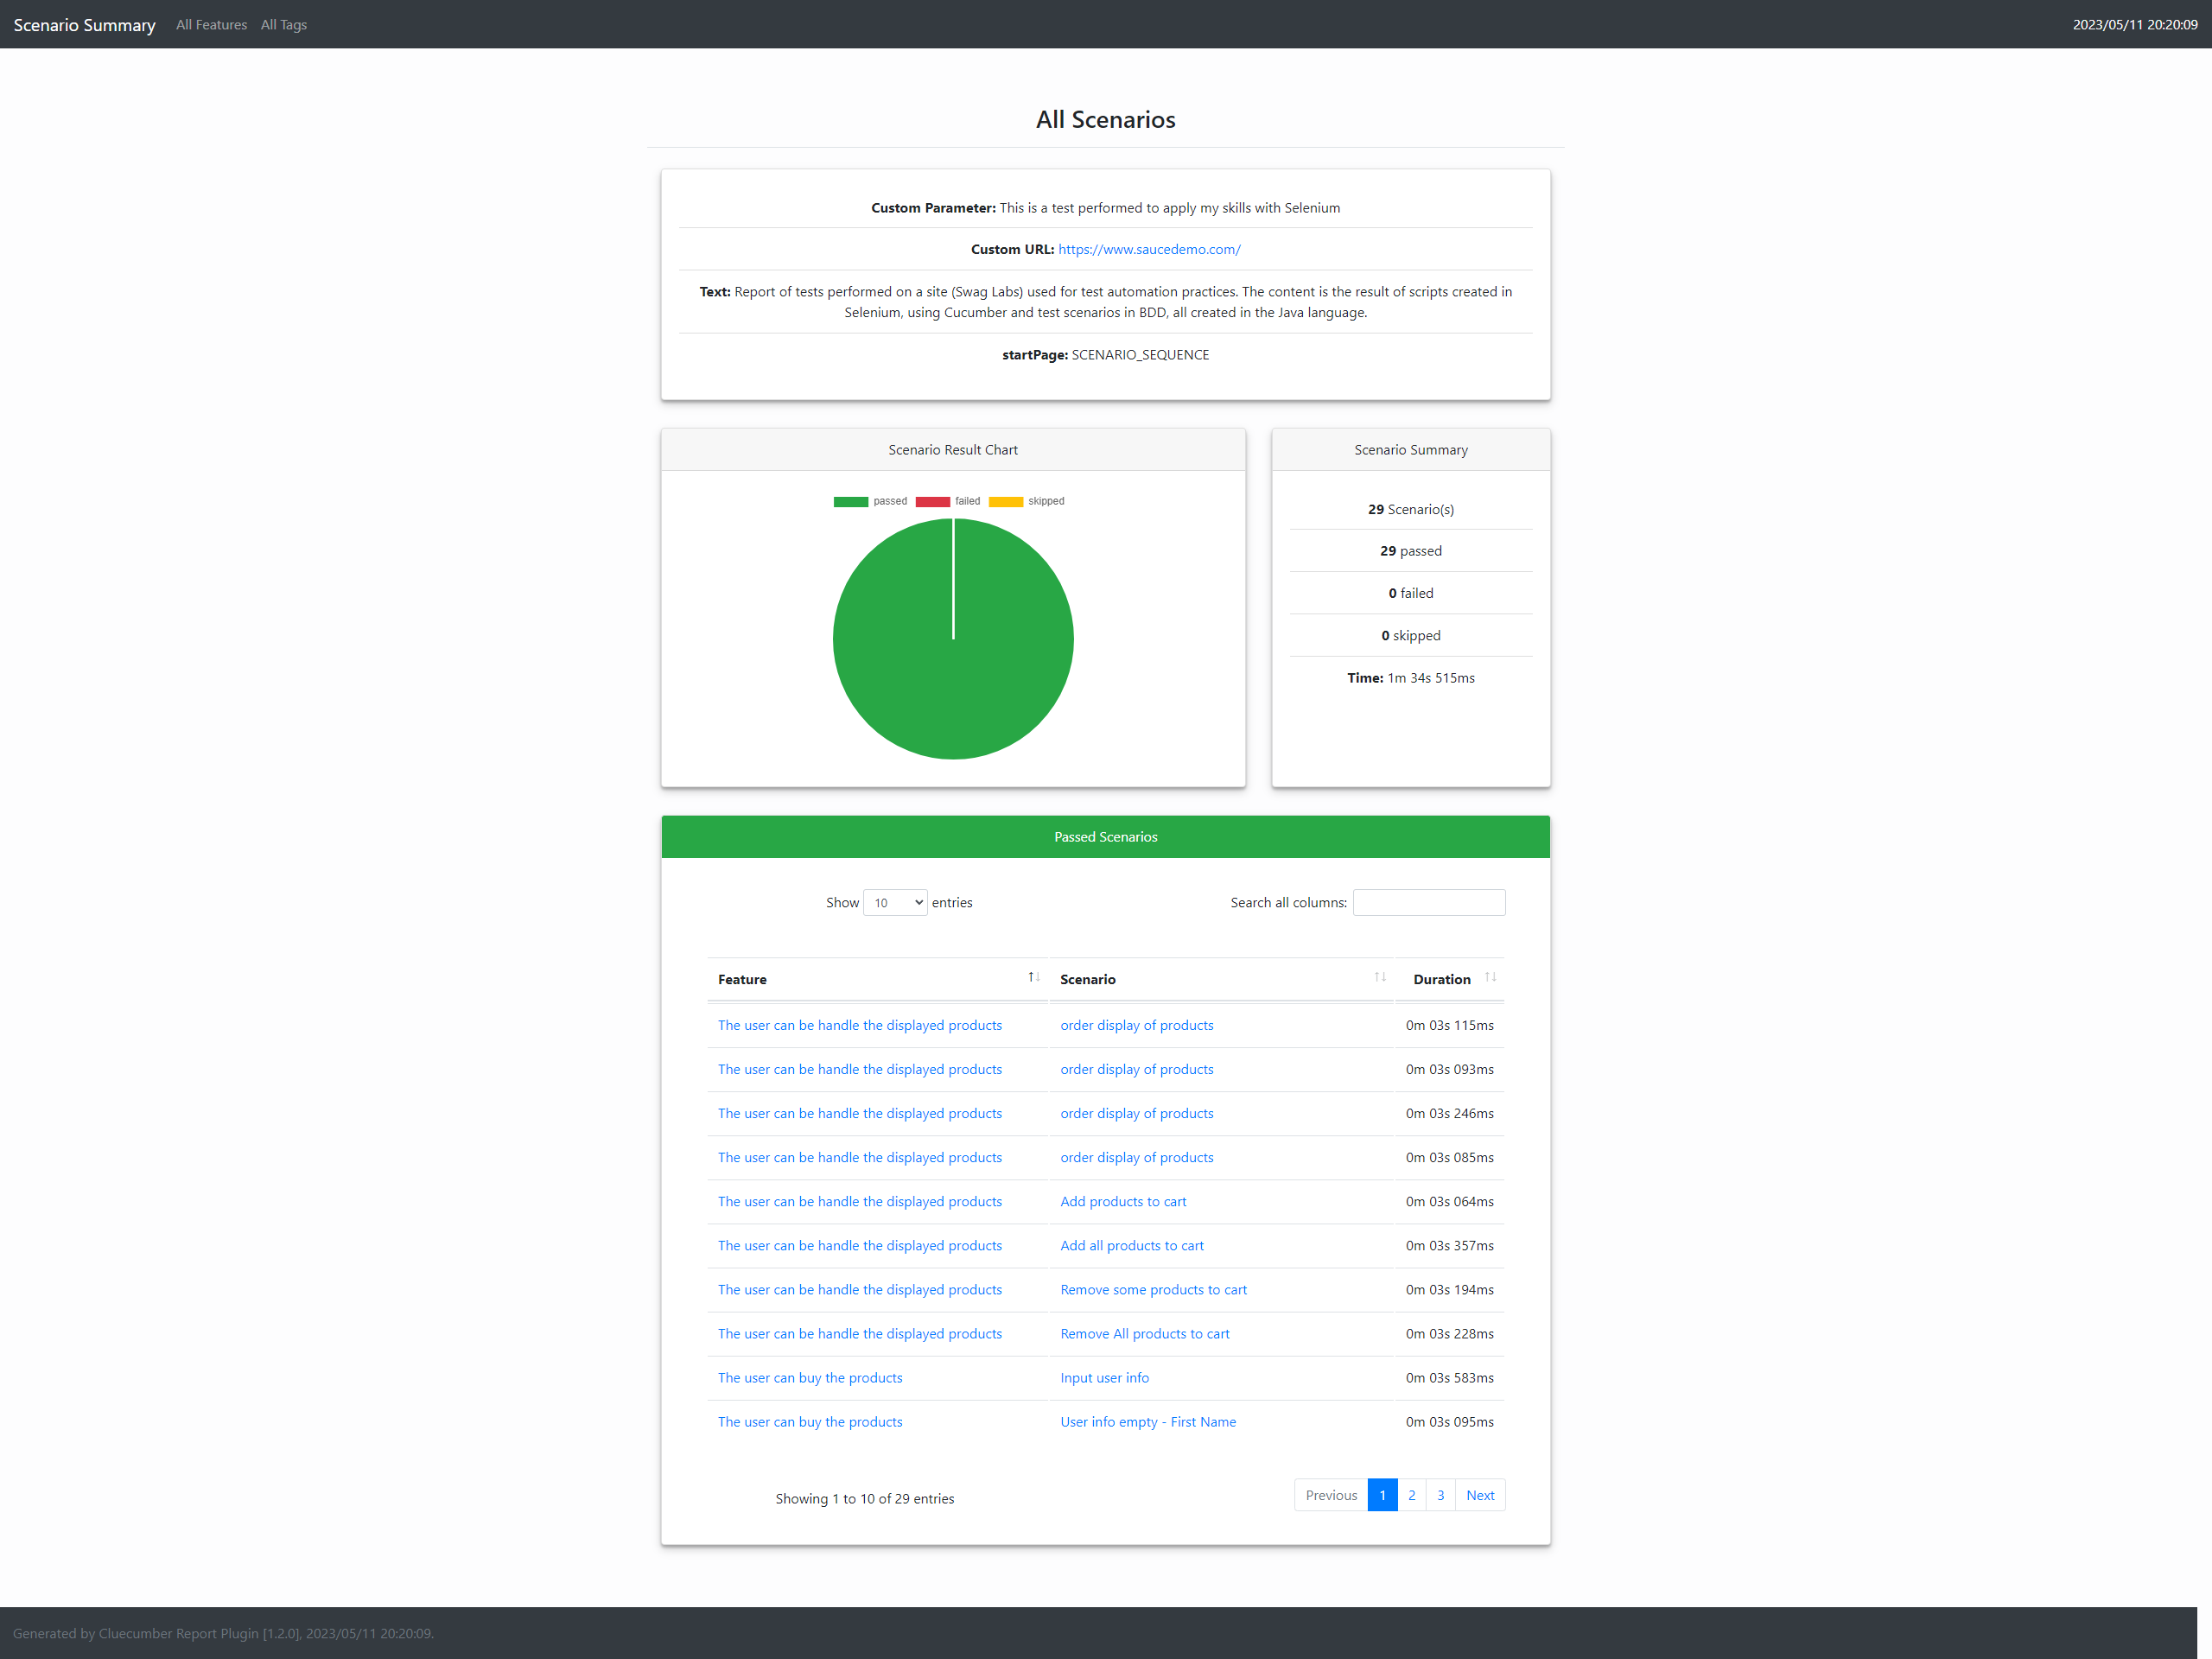 Scenario Summary All Features All Tags 2023/05/11 20:20:09
All Scenarios
Custom Parameter: This is a test performed to apply my skills with Selenium
Custom URL: https://www.saucedemo.com/
Text: Report of tests performed on a site (Swag Labs) used for test automation practices. The content is the result of scripts created in
Selenium, using Cucumber and test scenarios in BDD, all created in the Java language.
startPage: SCENARIO_SEQUENCE
Scenario Result Chart
passed failed skipped
Scenario Summary
29 Scenario(s)
29 passed
0 failed
0 skipped
Time: 1m 34s 515ms
Passed Scenarios
Show 10 entries Search all columns:
Feature Scenario Duration
The user can be handle the displayed products order display of products 0m 03s 115ms
The user can be handle the displayed products order display of products 0m 03s 093ms
The user can be handle the displayed products order display of products 0m 03s 246ms
The user can be handle the displayed products order display of products 0m 03s 085ms
The user can be handle the displayed products Add products to cart 0m 03s 064ms
The user can be handle the displayed products Add all products to cart 0m 03s 357ms
The user can be handle the displayed products Remove some products to cart 0m 03s 194ms
The user can be handle the displayed products Remove All products to cart 0m 03s 228ms
The user can buy the products Input user info 0m 03s 583ms
The user can buy the products User info empty - First Name 0m 03s 095ms
Showing 1 to 10 of 29 entries Previous 1 2 3 Next
Generated by Cluecumber Report Plugin [1.2.0], 2023/05/11 20:20:09.